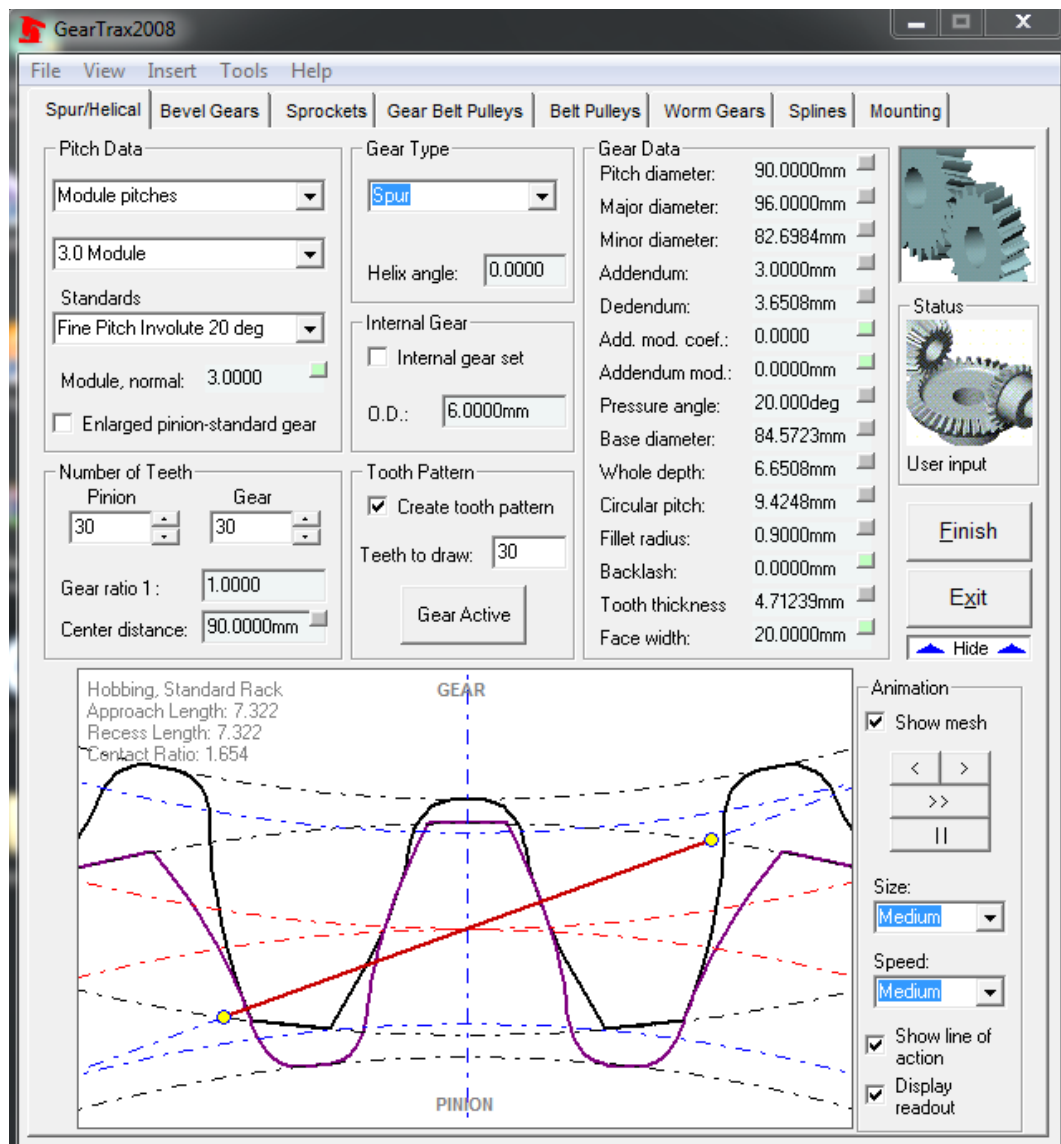 GearTrax2008
File View Insert Tools Help
Spur/Helical Bevel Gears Sprockets Gear Belt Pulleys Belt Pulleys Worm Gears Splines Mounting
Pitch Data
Module pitches
3.0 Module
Standards
Fine Pitch Involute 20 deg
Module, normal: 3.0000
Enlarged pinion-standard gear
Number of Teeth
Pinion Gear
30 30
Gear ratio 1 : 1.0000
Center distance: 90.0000mm
Gear Type
Spur
Helix angle: 0.0000
Internal Gear
Internal gear set
O.D.: 6.0000mm
Tooth Pattern
Create tooth pattern
Teeth to draw: 30
Gear Active
Gear Data
Pitch diameter: 90.0000mm
Major diameter: 96.0000mm
Minor diameter: 82.6984mm
Addendum: 3.0000mm
Dedendum: 3.6508mm
Add. mod. coef.: 0.0000
Addendum mod.: 0.0000mm
Pressure angle: 20.000deg
Base diameter: 84.5723mm
Whole depth: 6.6508mm
Circular pitch: 9.4248mm
Fillet radius: 0.9000mm
Backlash: 0.0000mm
Tooth thickness 4.71239mm
Face width: 20.0000mm
Status
User input
Finish
Exit
Hide
Hobbing, Standard Rack
Approach Length: 7.322
Recess Length: 7.322
Contact Ratio: 1.654
GEAR
PINION
Animation
Show mesh
< >
>>
||
Size:
Medium
Speed:
Medium
Show line of
action
Display
readout